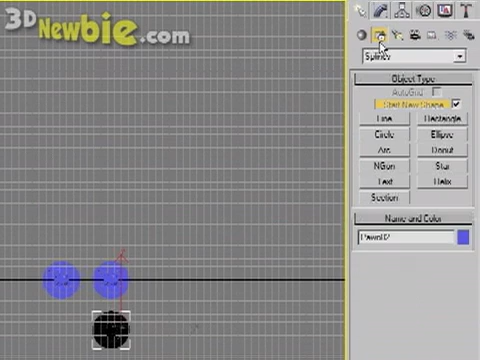 3D Newbie.com
Splines
Object Type
AutoGrid
Start New Shape
Line Rectangle
Circle Ellipse
Arc Donut
NGon Star
Text Helix
Section
Name and Color